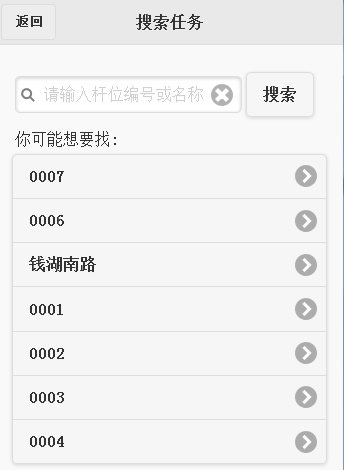 返回
搜索任务
请输入杆位编号或名称
搜索
你可能想要找:
0007
0006
钱湖南路
0001
0002
0003
0004